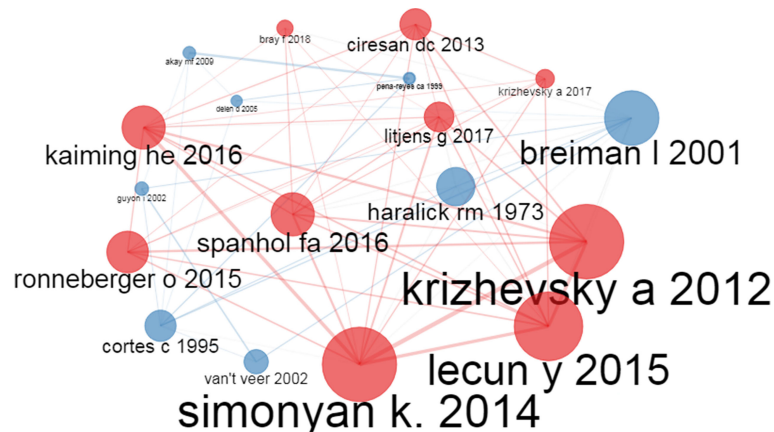 bray f 2018
ciresan dc 2013
akay mf 2009
pena-reyes ca 1999
krizhevsky a 2017
delen d 2005
litjens g 2017
kaiming he 2016
breiman l 2001
guyon i 2002
haralick rm 1973
spanhol fa 2016
ronneberger o 2015
krizhevsky a 2012
cortes c 1995
van't veer 2002
lecun y 2015
simonyan k. 2014